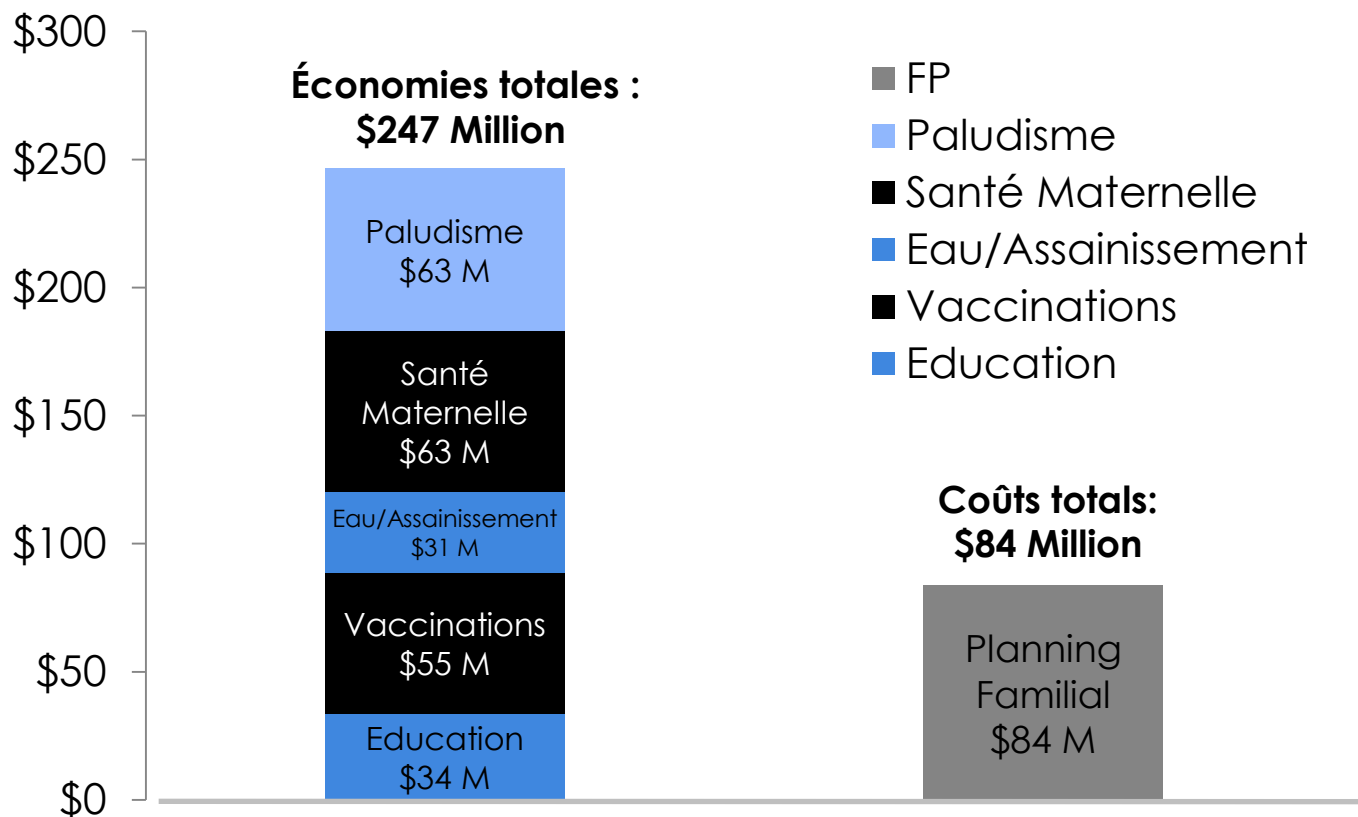 $300
$250
$200
$150
$100
$50
$0
Économies totales :
$247 Million
Paludisme
$63 M
Santé
Maternelle
$63 M
Eau/Assainissement
$31 M
Vaccinations
$55 M
Education
$34 M
FP
Paludisme
Santé Maternelle
Eau/Assainissement
Vaccinations
Education
Coûts totals:
$84 Million
Planning
Familial
$84 M